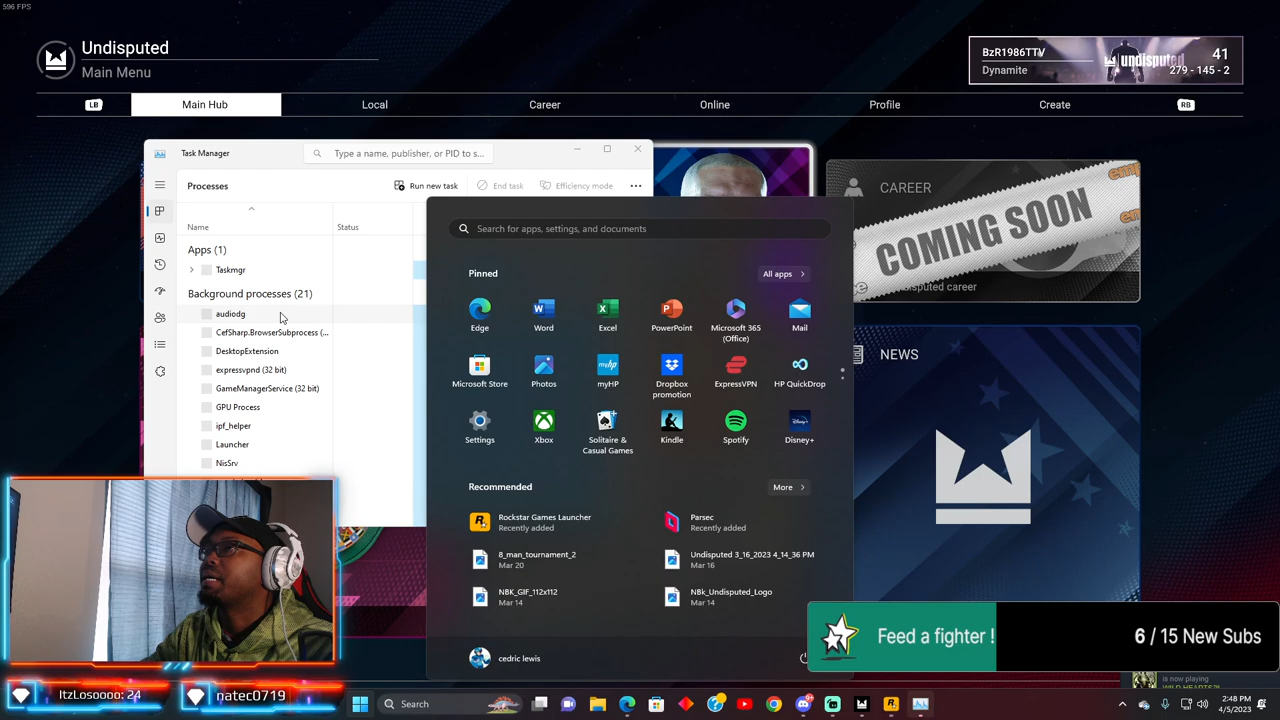 596 FPS
Undisputed
Main Menu
BzR1986TTV
Dynamite
undisputed
41
279 - 145 - 2
LB
Main Hub
Local
Career
Online
Profile
Create
RB
Task Manager
Type a name, publisher, or PID to s...
Processes
Run new task
End task
Efficiency mode
Name
Status
Apps (1)
Taskmgr
Background processes (21)
audiodg
CefSharp.BrowserSubprocess (...
DesktopExtension
expressvpnd (32 bit)
GameManagerService (32 bit)
GPU Process
ipf_helper
Launcher
NisSrv
Search for apps, settings, and documents
Pinned
All apps
Edge
Word
Excel
PowerPoint
Microsoft 365
(Office)
Mail
Microsoft Store
Photos
myHP
Dropbox
promotion
ExpressVPN
HP QuickDrop
Settings
Xbox
Solitaire &
Casual Games
Kindle
Spotify
Disney+
Recommended
More
Rockstar Games Launcher
Recently added
Parsec
Recently added
8_man_tournament_2
Mar 20
Undisputed 3_16_2023 4_14_36 PM
Mar 16
NBK_GIF_112x112
Mar 14
NBk_Undisputed_Logo
Mar 14
cedric lewis
CAREER
COMING SOON
disputed career
NEWS
Feed a fighter !
6 / 15 New Subs
is now playing
WILD HEARTS™
ItzLosoooo: 24
natec0719
Search
2:48 PM
4/5/2023